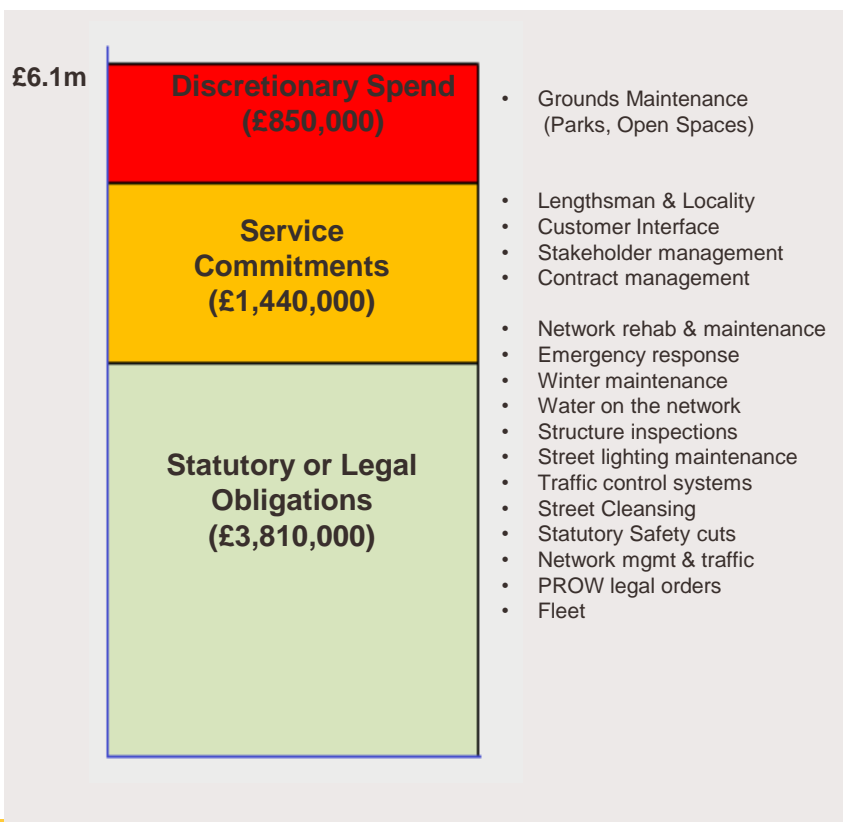 £6.1m
Discretionary Spend
(£850,000)
• Grounds Maintenance
(Parks, Open Spaces)
Service
Commitments
(£1,440,000)
• Lengthsman & Locality
• Customer Interface
• Stakeholder management
• Contract management
Statutory or Legal
Obligations
(£3,810,000)
• Network rehab & maintenance
• Emergency response
• Winter maintenance
• Water on the network
• Structure inspections
• Street lighting maintenance
• Traffic control systems
• Street Cleansing
• Statutory Safety cuts
• Network mgmt & traffic
• PROW legal orders
• Fleet